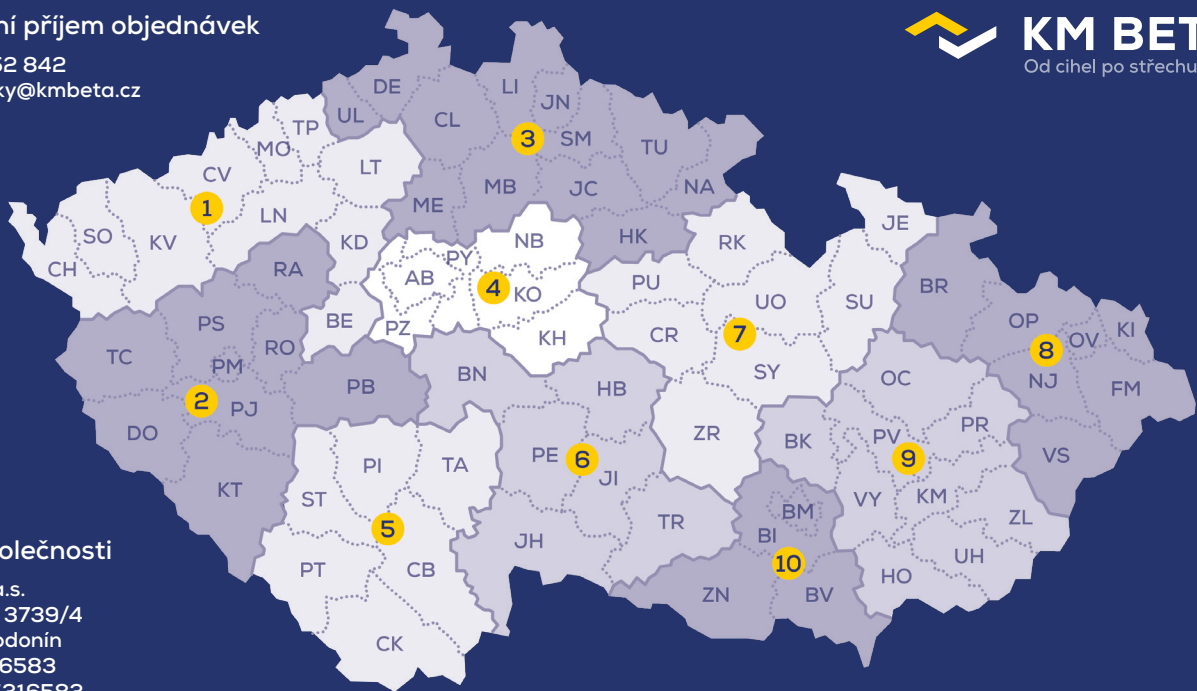 ní příjem objednávek
52 842
ky@kmbeta.cz
KM BET
Od cihel po střechu
DE
LI
UL
JN
TP
CL
SM
MO
3
TU
LT
CV
MB
JC
NA
1
ME
LN
SO
KV
KD
NB
HK
RK
JE
CH
RA
AB
PY
4
KO
PU
UO
SU
BR
PS
BE
PZ
KH
CR
7
OP
OV
KI
TC
PM
RO
8
SY
PB
BN
HB
OC
NJ
FM
2
PJ
DO
ZR
BK
PV
PR
PI
TA
PE
6
9
VS
KT
JI
ST
VY
KM
BM
TR
ZL
5
BI
JH
UH
PT
CB
10
HO
ZN
BV
CK
olečnosti
a.s.
3739/4
odonín
6583
7316583